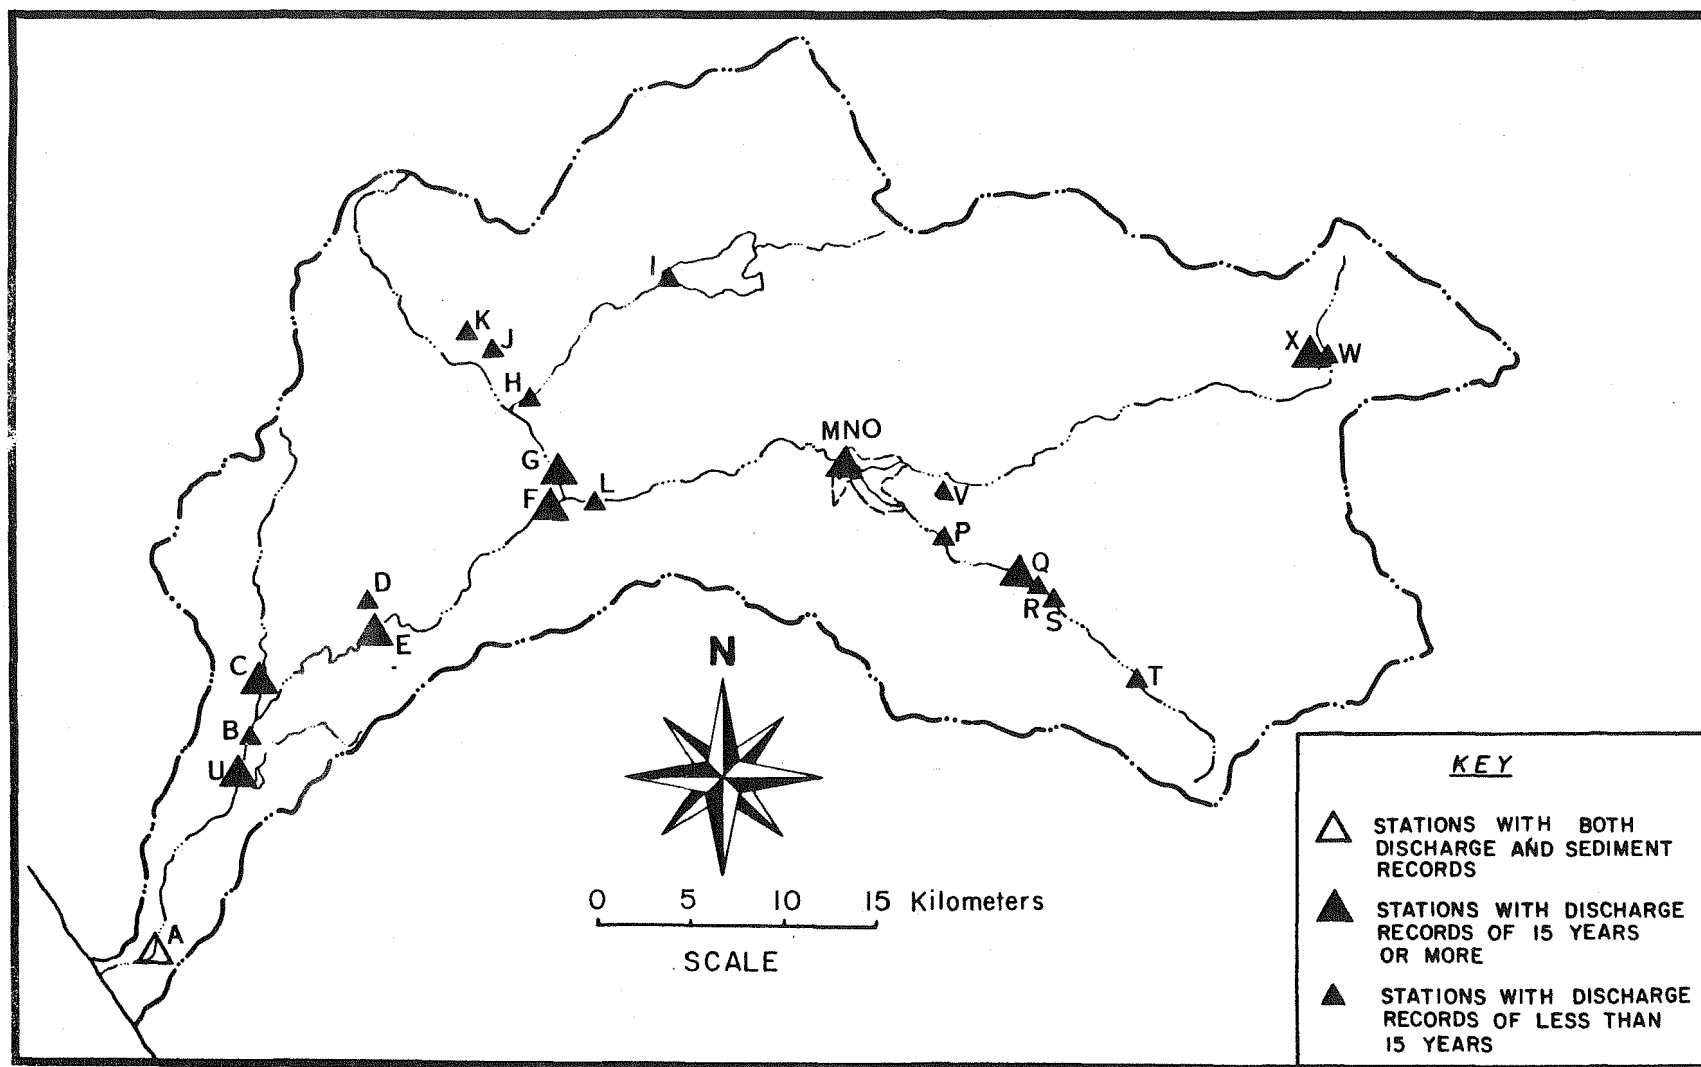 I
K
J
X
W
H
MNO
G
L
F
V
P
Q
D
R
S
E
N
C
T
B
U
KEY
STATIONS WITH BOTH
DISCHARGE AND SEDIMENT
RECORDS
0 5 10 15 Kilometers
STATIONS WITH DISCHARGE
RECORDS OF 15 YEARS
OR MORE
A
SCALE
STATIONS WITH DISCHARGE
RECORDS OF LESS THAN
15 YEARS